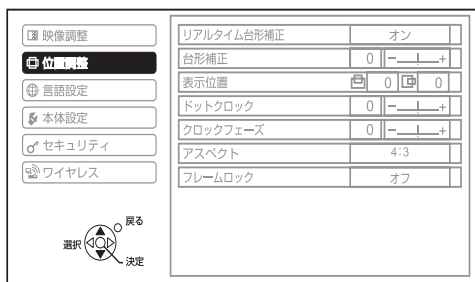 映像調整
位置調整
言語設定
本体設定
セキュリティ
ワイヤレス
選択
戻る
決定
リアルタイム台形補正 オン
台形補正 0 - +
表示位置 0 0
ドットクロック 0 - +
クロックフェーズ 0 - +
アスペクト 4:3
フレームロック オフ